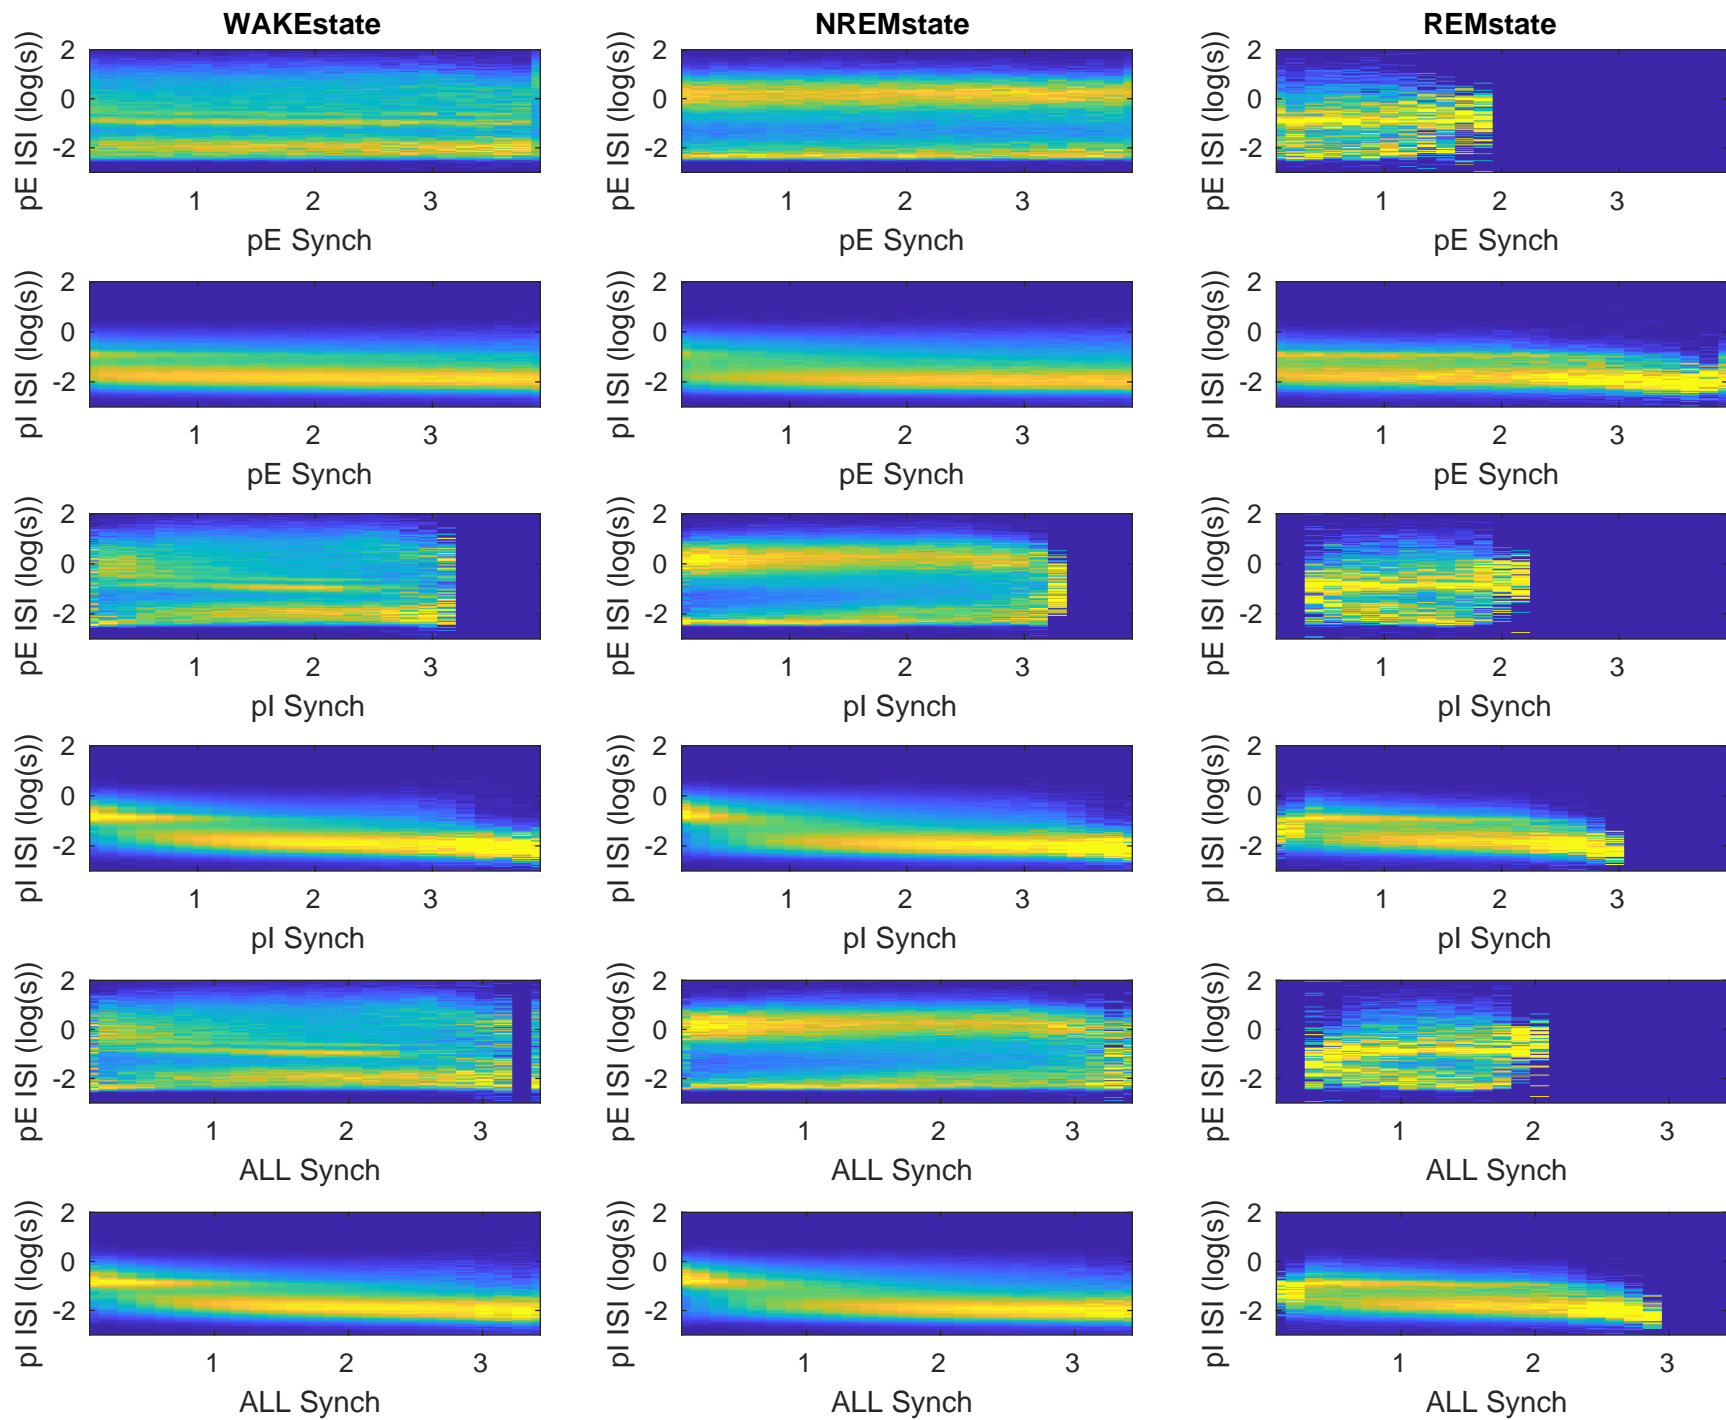 WAKEstate NREMstate REMstate
pE ISI (log(s)) 2 0 -2 pE ISI (log(s)) 2 0 -2 pE ISI (log(s)) 2 0 -2
1 2 3 1 2 3 1 2 3
pE Synch pE Synch pE Synch
pI ISI (log(s)) 2 0 -2 pI ISI (log(s)) 2 0 -2 pI ISI (log(s)) 2 0 -2
1 2 3 1 2 3 1 2 3
pE Synch pE Synch pE Synch
pE ISI (log(s)) 2 0 -2 pE ISI (log(s)) 2 0 -2 pE ISI (log(s)) 2 0 -2
1 2 3 1 2 3 1 2 3
pI Synch pI Synch pI Synch
pI ISI (log(s)) 2 0 -2 pI ISI (log(s)) 2 0 -2 pI ISI (log(s)) 2 0 -2
1 2 3 1 2 3 1 2 3
pI Synch pI Synch pI Synch
pE ISI (log(s)) 2 0 -2 pE ISI (log(s)) 2 0 -2 pE ISI (log(s)) 2 0 -2
1 2 3 1 2 3 1 2 3
ALL Synch ALL Synch ALL Synch
pI ISI (log(s)) 2 0 -2 pI ISI (log(s)) 2 0 -2 pI ISI (log(s)) 2 0 -2
1 2 3 1 2 3 1 2 3
ALL Synch ALL Synch ALL Synch